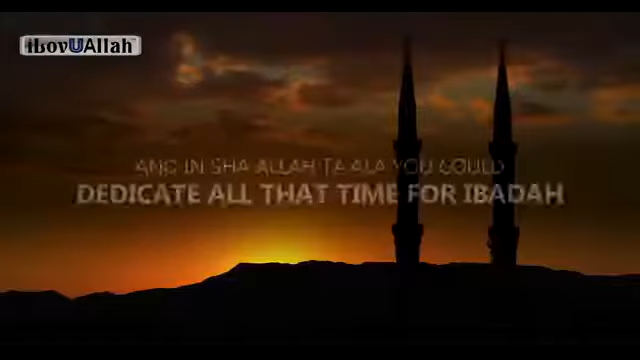 iLovUAllah
AND IN SHA ALLAH TA'ALA YOU COULD
DEDICATE ALL THAT TIME FOR IBADAH